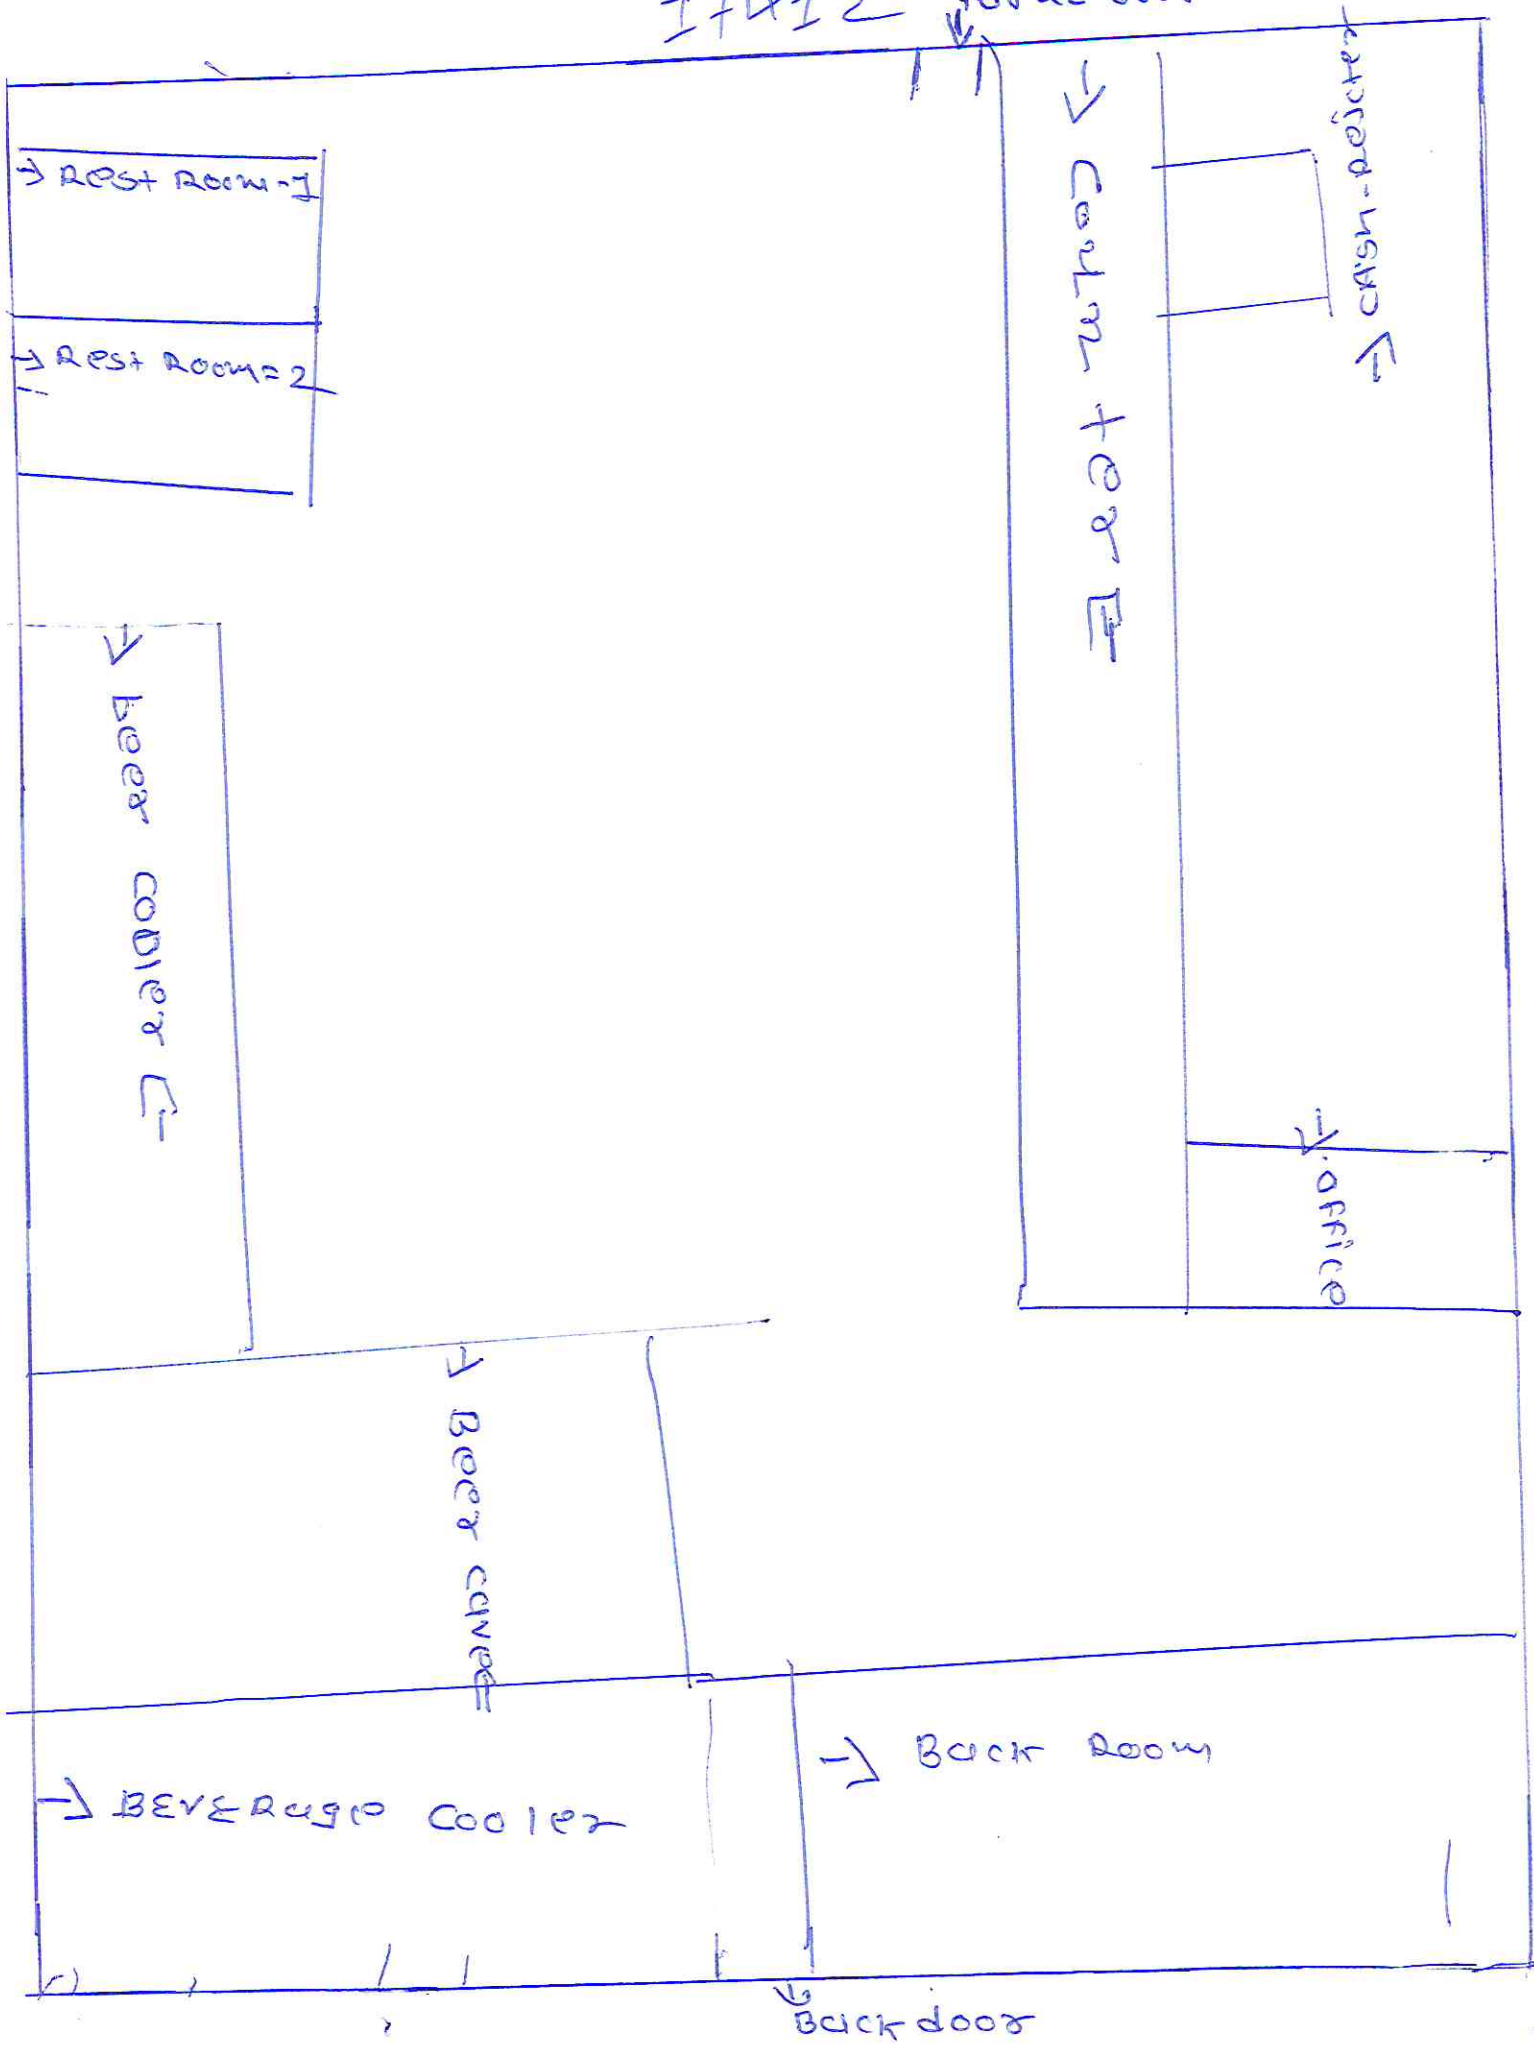 Rest Room-1
CASH-Register
Counter
Rest Room=2
beer cooler
office
Beer cave
Back Room
BEVERage Cooler
Back door